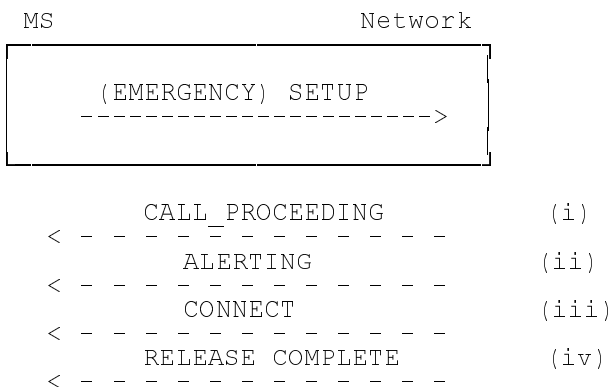 MS Network
(EMERGENCY) SETUP
CALL_PROCEEDING (i)
ALERTING (ii)
CONNECT (iii)
RELEASE COMPLETE (iv)